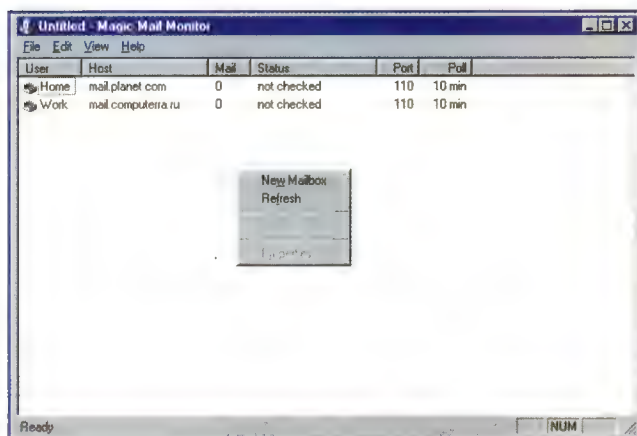 Untitled - Magic Mail Monitor
File Edit View Help
User Host Mail Status Port Poll
Home mail.planet.com 0 not checked 110 10 min
Work mail.computerra.ru 0 not checked 110 10 min
New Mailbox
Refresh
Ready NUM